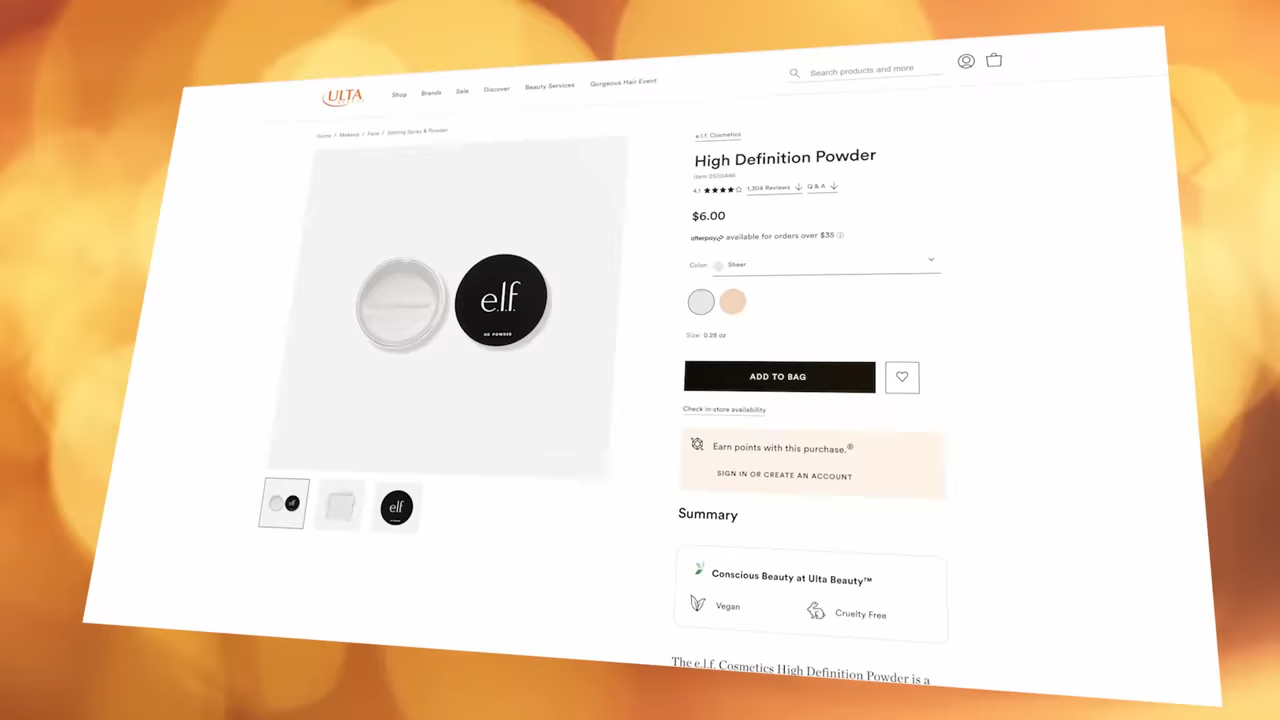 ULTA
BEAUTY
Shop Brands Sale Discover Beauty Services Gorgeous Hair Event
Search products and more
Home / Makeup / Face / Setting Spray & Powder
e.l.f. Cosmetics
High Definition Powder
Item 2500446
4.1 1,304 Reviews Q & A
$6.00
afterpay available for orders over $35
Color: Sheer
Size: 0.28 oz
e.l.f.
HD POWDER
ADD TO BAG
Check in-store availability
Earn points with this purchase.®
SIGN IN OR CREATE AN ACCOUNT
elf
Summary
Conscious Beauty at Ulta Beauty™
Vegan Cruelty Free
The e.l.f. Cosmetics High Definition Powder is a